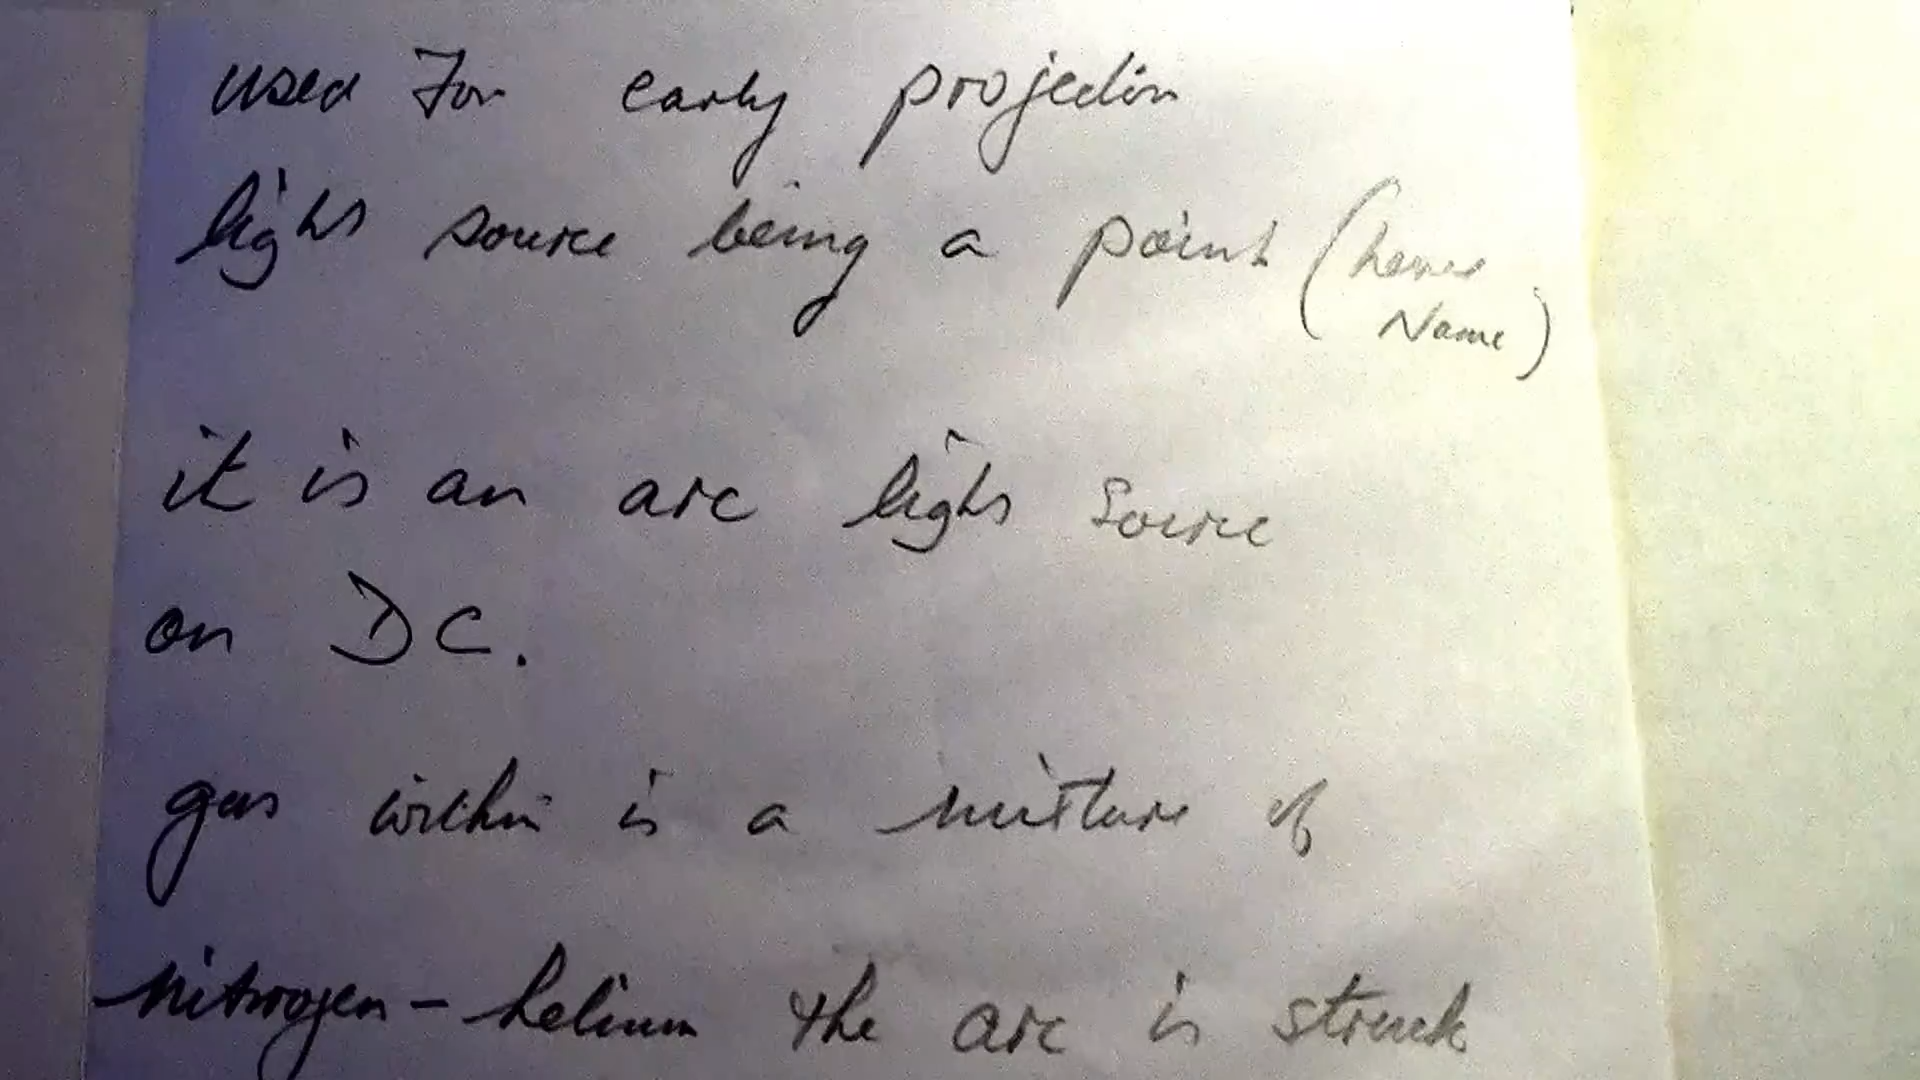 used For early projection
light source being a point (hence
Name)
it is an arc light source
on DC.
gas within is a mixture of
nitrogen - helium the arc is struck